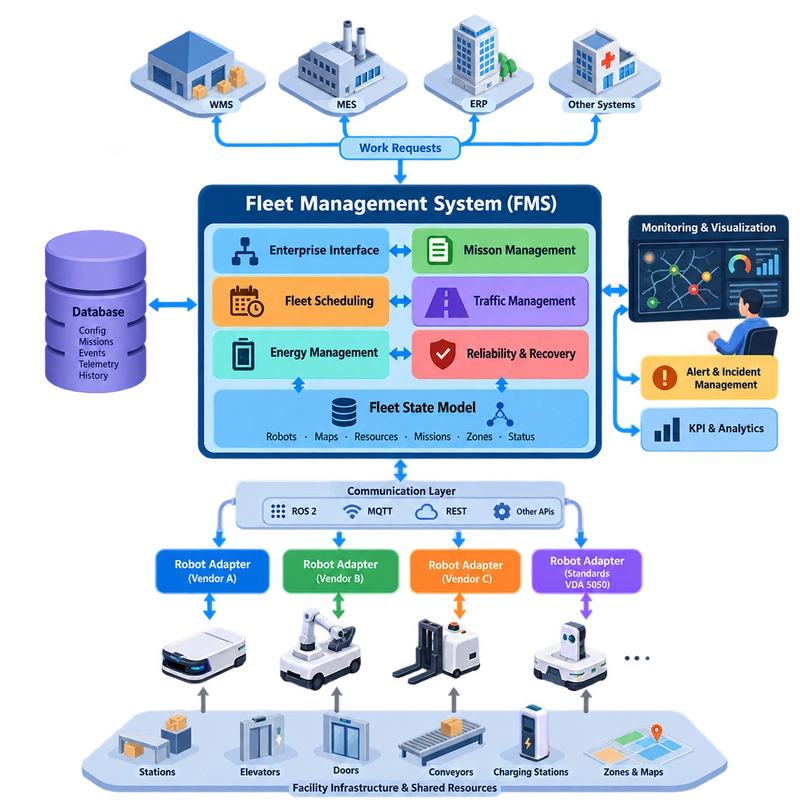 WMS
MES
ERP
Other Systems
Work Requests
Fleet Management System (FMS)
Enterprise Interface
Misson Management
Fleet Scheduling
Traffic Management
Energy Management
Reliability & Recovery
Fleet State Model
Robots · Maps · Resources · Missions · Zones · Status
Database
Config
Missions
Events
Telemetry
History
Monitoring & Visualization
Alert & Incident
Management
KPI & Analytics
Communication Layer
ROS 2
MQTT
REST
Other APIs
Robot Adapter
(Vendor A)
Robot Adapter
(Vendor B)
Robot Adapter
(Vendor C)
Robot Adapter
(Standards
VDA 5050)
Stations
Elevators
Doors
Conveyors
Charging Stations
Zones & Maps
Facility Infrastructure & Shared Resources